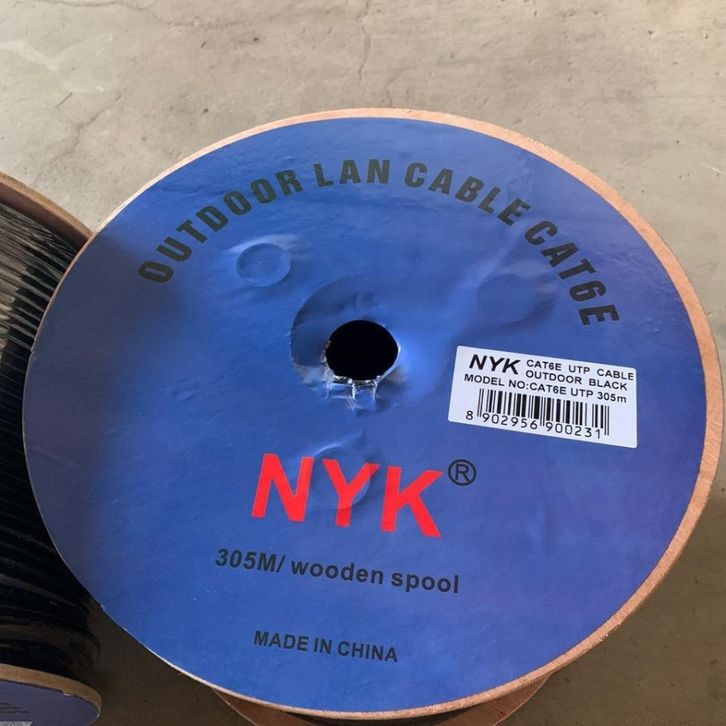 OUTDOOR LAN CABLE CAT6E
NYK CAT6E UTP CABLE
OUTDOOR BLACK
MODEL NO:CAT6E UTP 305m
8 902956 900231
NYK®
305M/ wooden spool
MADE IN CHINA